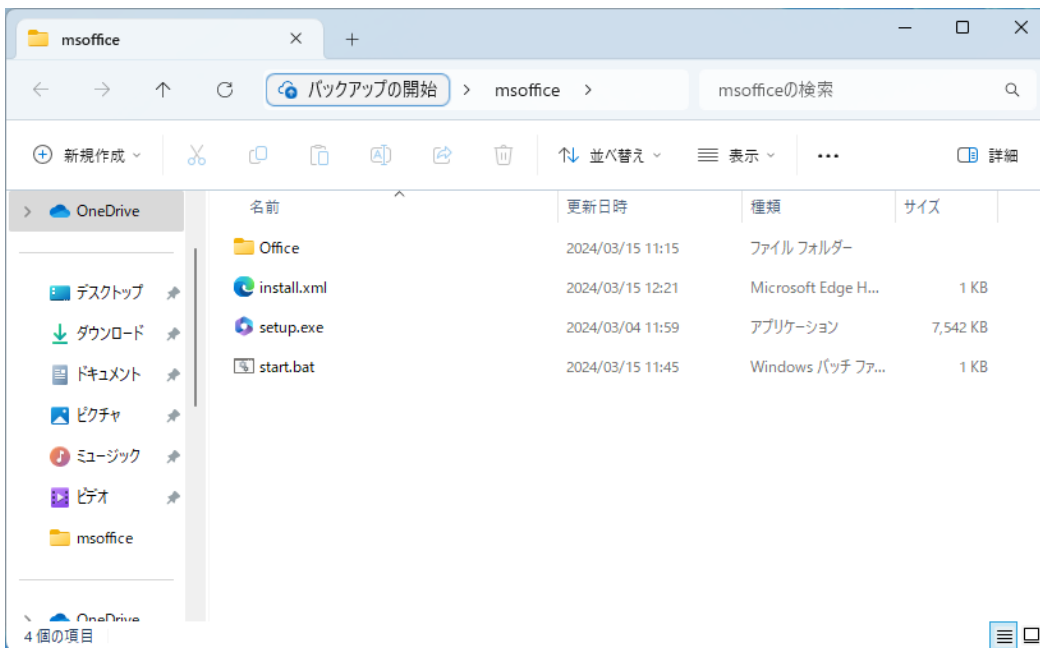 msoffice
バックアップの開始 > msoffice >
msofficeの検索
新規作成
並べ替え
表示
詳細
OneDrive
デスクトップ
ダウンロード
ドキュメント
ピクチャ
ミュージック
ビデオ
msoffice
OneDrive
名前 更新日時 種類 サイズ
Office 2024/03/15 11:15 ファイル フォルダー
install.xml 2024/03/15 12:21 Microsoft Edge H... 1 KB
setup.exe 2024/03/04 11:59 アプリケーション 7,542 KB
start.bat 2024/03/15 11:45 Windows バッチ ファ... 1 KB
4 個の項目